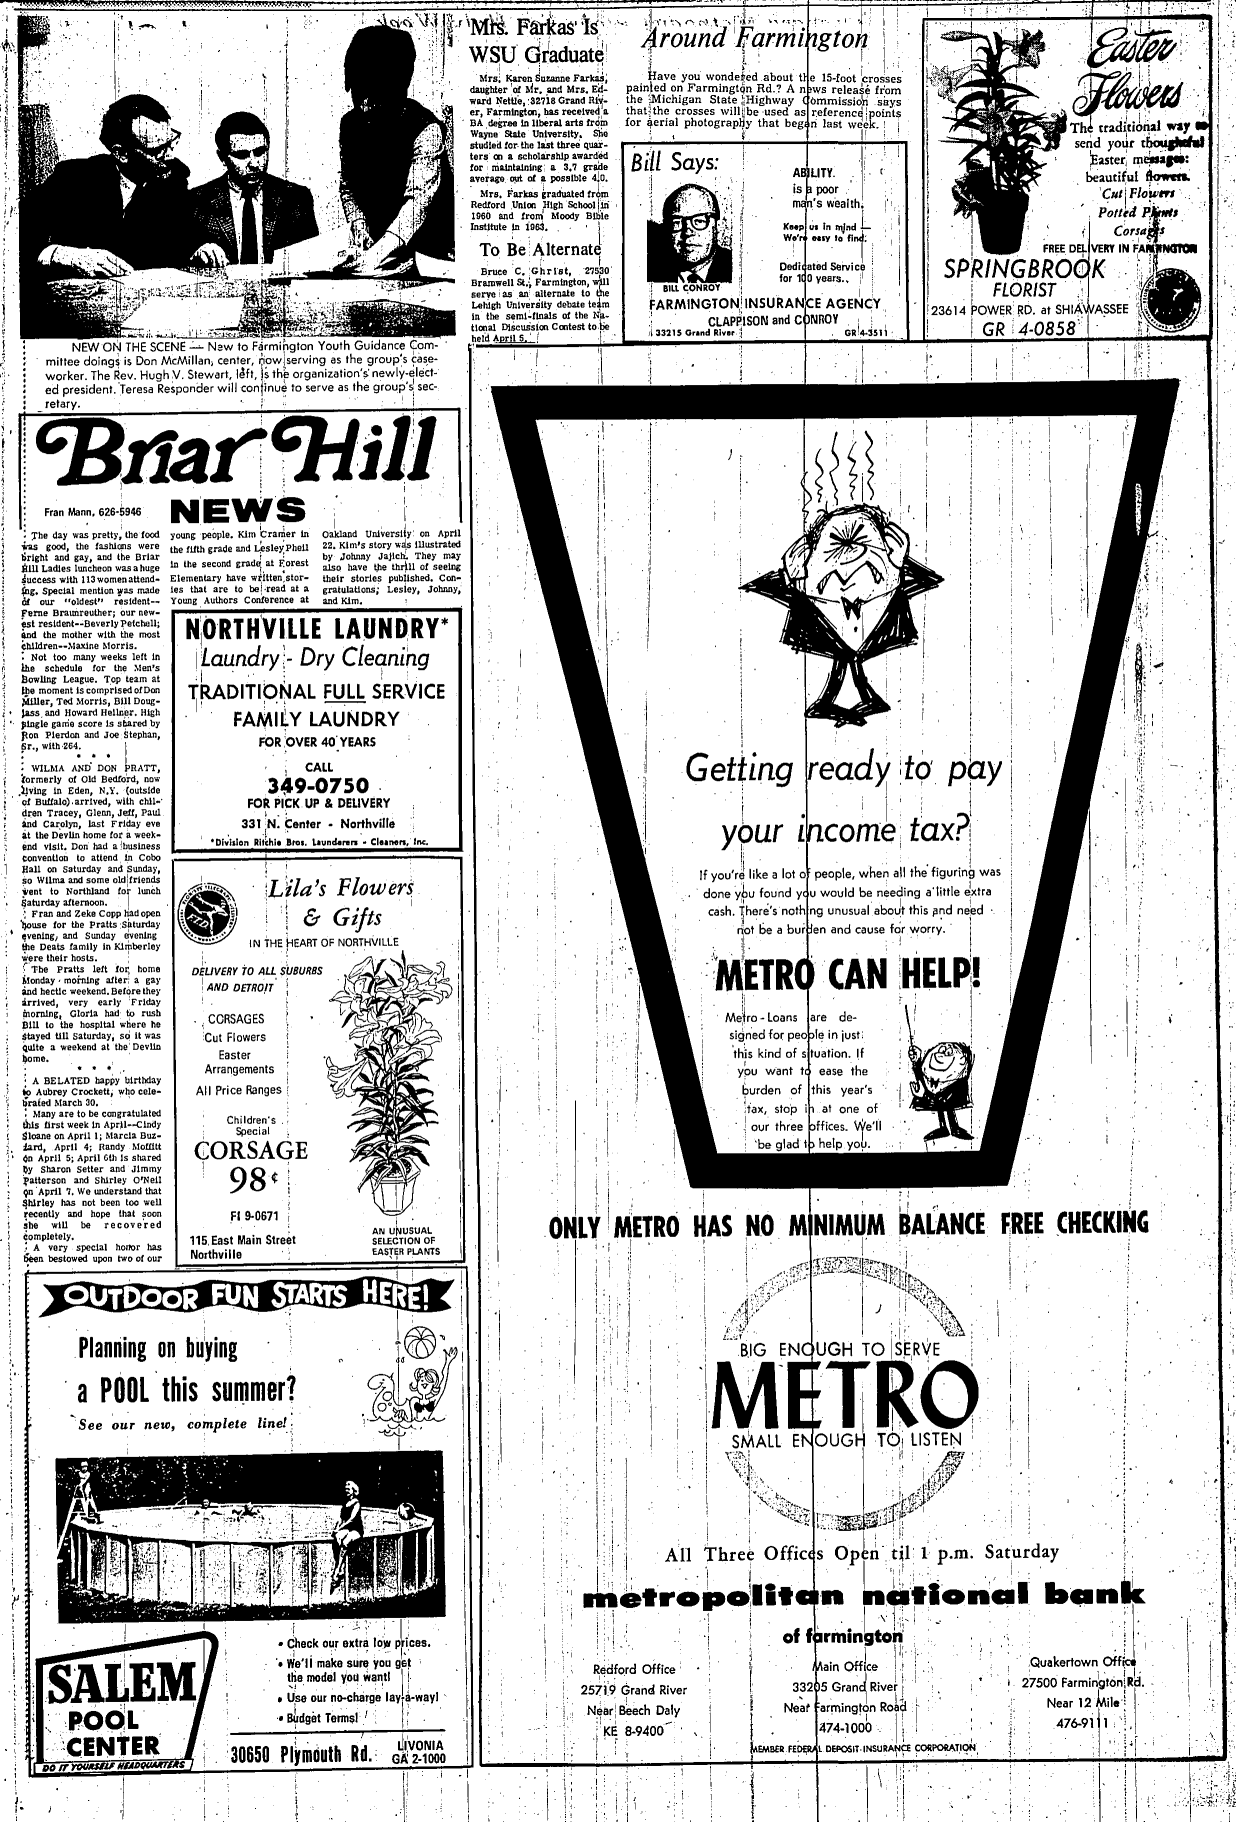 NEW ON THE SCENE — New to Farmington Youth Guidance Com-
mittee doings is Don McMillan, center, now serving as the group's case-
worker. The Rev. Hugh V. Stewart, left, is the organization's newly-elect-
ed president. Teresa Responder will continue to serve as the group's sec-
retary.
Mrs. Farkas Is
WSU Graduate
Mrs. Karen Suzanne Farkas,
daughter of Mr. and Mrs. Ed-
ward Nettie, 32718 Grand Riv-
er, Farmington, has received a
BA degree in liberal arts from
Wayne State University. She
studied for the last three quar-
ters on a scholarship awarded
for maintaining a 3.7 grade
average out of a possible 4.0.
Mrs. Farkas graduated from
Redford Union High School in
1960 and from Moody Bible
Institute in 1963.
To Be Alternate
Bruce C. Ghrist, 27530
Bramwell St., Farmington, will
serve as an alternate to the
Lehigh University debate team
in the semi-finals of the Na-
tional Discussion Contest to be
held April 5.
Around Farmington
Have you wondered about the 15-foot crosses
painted on Farmington Rd.? A news release from
the Michigan State Highway Commission says
that the crosses will be used as reference points
for aerial photography that began last week.
Bill Says:
BILL CONROY
ABILITY
is a poor
man's wealth.
Keep us in mind —
We're easy to find.
Dedicated Service
for 100 years..
FARMINGTON INSURANCE AGENCY
CLAPPISON and CONROY
33215 Grand River GR 4-3511
Easter
Flowers
The traditional way to
send your thoughtful
Easter messages:
beautiful flowers.
Cut Flowers
Potted Plants
Corsages
FREE DELIVERY IN FARMINGTON
SPRINGBROOK
FLORIST
23614 POWER RD. at SHIAWASSEE
GR 4-0858
Briar Hill
NEWS
Fran Mann, 626-5946
The day was pretty, the food
was good, the fashions were
bright and gay, and the Briar
Hill Ladies luncheon was a huge
success with 113 women attend-
ing. Special mention was made
of our "oldest" resident--
Ferne Braunreuther; our new-
est resident--Beverly Petchell;
and the mother with the most
children--Maxine Morris.
Not too many weeks left in
the schedule for the Men's
Bowling League. Top team at
the moment is comprised of Don
Miller, Ted Morris, Bill Doug-
lass and Howard Hellner. High
single game score is shared by
Ron Pierdon and Joe Stephan,
Sr., with 264.
* * *
WILMA AND DON PRATT,
formerly of Old Bedford, now
living in Eden, N.Y. (outside
of Buffalo) arrived, with chil-
dren Tracey, Glenn, Jeff, Paul
and Carolyn, last Friday eve
at the Devlin home for a week-
end visit. Don had a business
convention to attend in Cobo
Hall on Saturday and Sunday,
so Wilma and some old friends
went to Northland for lunch
Saturday afternoon.
Fran and Zeke Copp had open
house for the Pratts Saturday
evening, and Sunday evening
the Deats family in Kimberley
were their hosts.
The Pratts left for home
Monday morning after a gay
and hectic weekend. Before they
arrived, very early Friday
morning, Gloria had to rush
Bill to the hospital where he
stayed till Saturday, so it was
quite a weekend at the Devlin
home.
* * *
A BELATED happy birthday
to Aubrey Crockett, who cele-
brated March 30.
Many are to be congratulated
this first week in April--Cindy
Sloane on April 1; Marcia Buz-
zard, April 4; Randy Moffitt
on April 5; April 6th is shared
by Sharon Setter and Jimmy
Patterson and Shirley O'Neil
on April 7. We understand that
Shirley has not been too well
recently and hope that soon
she will be recovered
completely.
A very special honor has
been bestowed upon two of our
young people. Kim Cramer in
the fifth grade and Lesley Phell
in the second grade at Forest
Elementary have written stor-
ies that are to be read at a
Young Authors Conference at
Oakland University on April
22. Kim's story was illustrated
by Johnny Jajich. They may
also have the thrill of seeing
their stories published. Con-
gratulations; Lesley, Johnny,
and Kim.
NORTHVILLE LAUNDRY*
Laundry - Dry Cleaning
TRADITIONAL FULL SERVICE
FAMILY LAUNDRY
FOR OVER 40 YEARS
CALL
349-0750
FOR PICK UP & DELIVERY
331 N. Center - Northville
*Division Ritchie Bros. Launderers - Cleaners, Inc.
FTD
Lila's Flowers
& Gifts
IN THE HEART OF NORTHVILLE
DELIVERY TO ALL SUBURBS
AND DETROIT
CORSAGES
Cut Flowers
Easter
Arrangements
All Price Ranges
Children's
Special
CORSAGE
98¢
FI 9-0671
115 East Main Street
Northville
AN UNUSUAL
SELECTION OF
EASTER PLANTS
OUTDOOR FUN STARTS HERE!
Planning on buying
a POOL this summer?
See our new, complete line!
SALEM
POOL
CENTER
DO IT YOURSELF HEADQUARTERS
• Check our extra low prices.
• We'll make sure you get
the model you want!
• Use our no-charge lay-a-way!
• Budget Terms!
30650 Plymouth Rd. LIVONIA
GA 2-1000
Getting ready to pay
your income tax?
If you're like a lot of people, when all the figuring was
done you found you would be needing a little extra
cash. There's nothing unusual about this and need
not be a burden and cause for worry.
METRO CAN HELP!
Metro-Loans are de-
signed for people in just
this kind of situation. If
you want to ease the
burden of this year's
tax, stop in at one of
our three offices. We'll
be glad to help you.
ONLY METRO HAS NO MINIMUM BALANCE FREE CHECKING
BIG ENOUGH TO SERVE
METRO
SMALL ENOUGH TO LISTEN
All Three Offices Open til 1 p.m. Saturday
metropolitan national bank
of farmington
Redford Office
25719 Grand River
Near Beech Daly
KE 8-9400
Main Office
33205 Grand River
Near Farmington Road
474-1000
Quakertown Office
27500 Farmington Rd.
Near 12 Mile
476-9111
MEMBER FEDERAL DEPOSIT INSURANCE CORPORATION